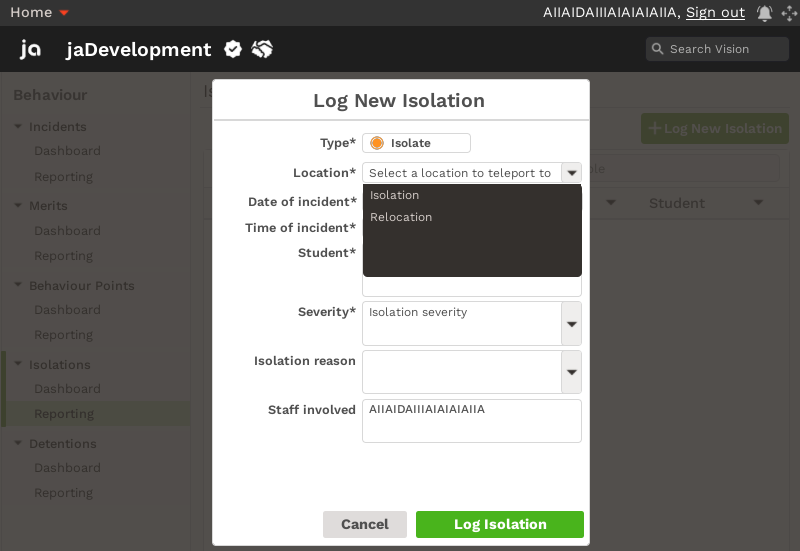 Home
AIIAIDAIIIAIAIAIAIIA, Sign out
ja jaDevelopment
Search Vision
Behaviour
Incidents
Dashboard
Reporting
Merits
Dashboard
Reporting
Behaviour Points
Dashboard
Reporting
Isolations
Dashboard
Reporting
Detentions
Dashboard
Reporting
Log New Isolation
Student
Log New Isolation
Type*
Isolate
Location*
Select a location to teleport to
Isolation
Relocation
Date of incident*
Time of incident*
Student*
Severity*
Isolation severity
Isolation reason
Staff involved
AIIAIDAIIIAIAIAIAIIA
Cancel
Log Isolation